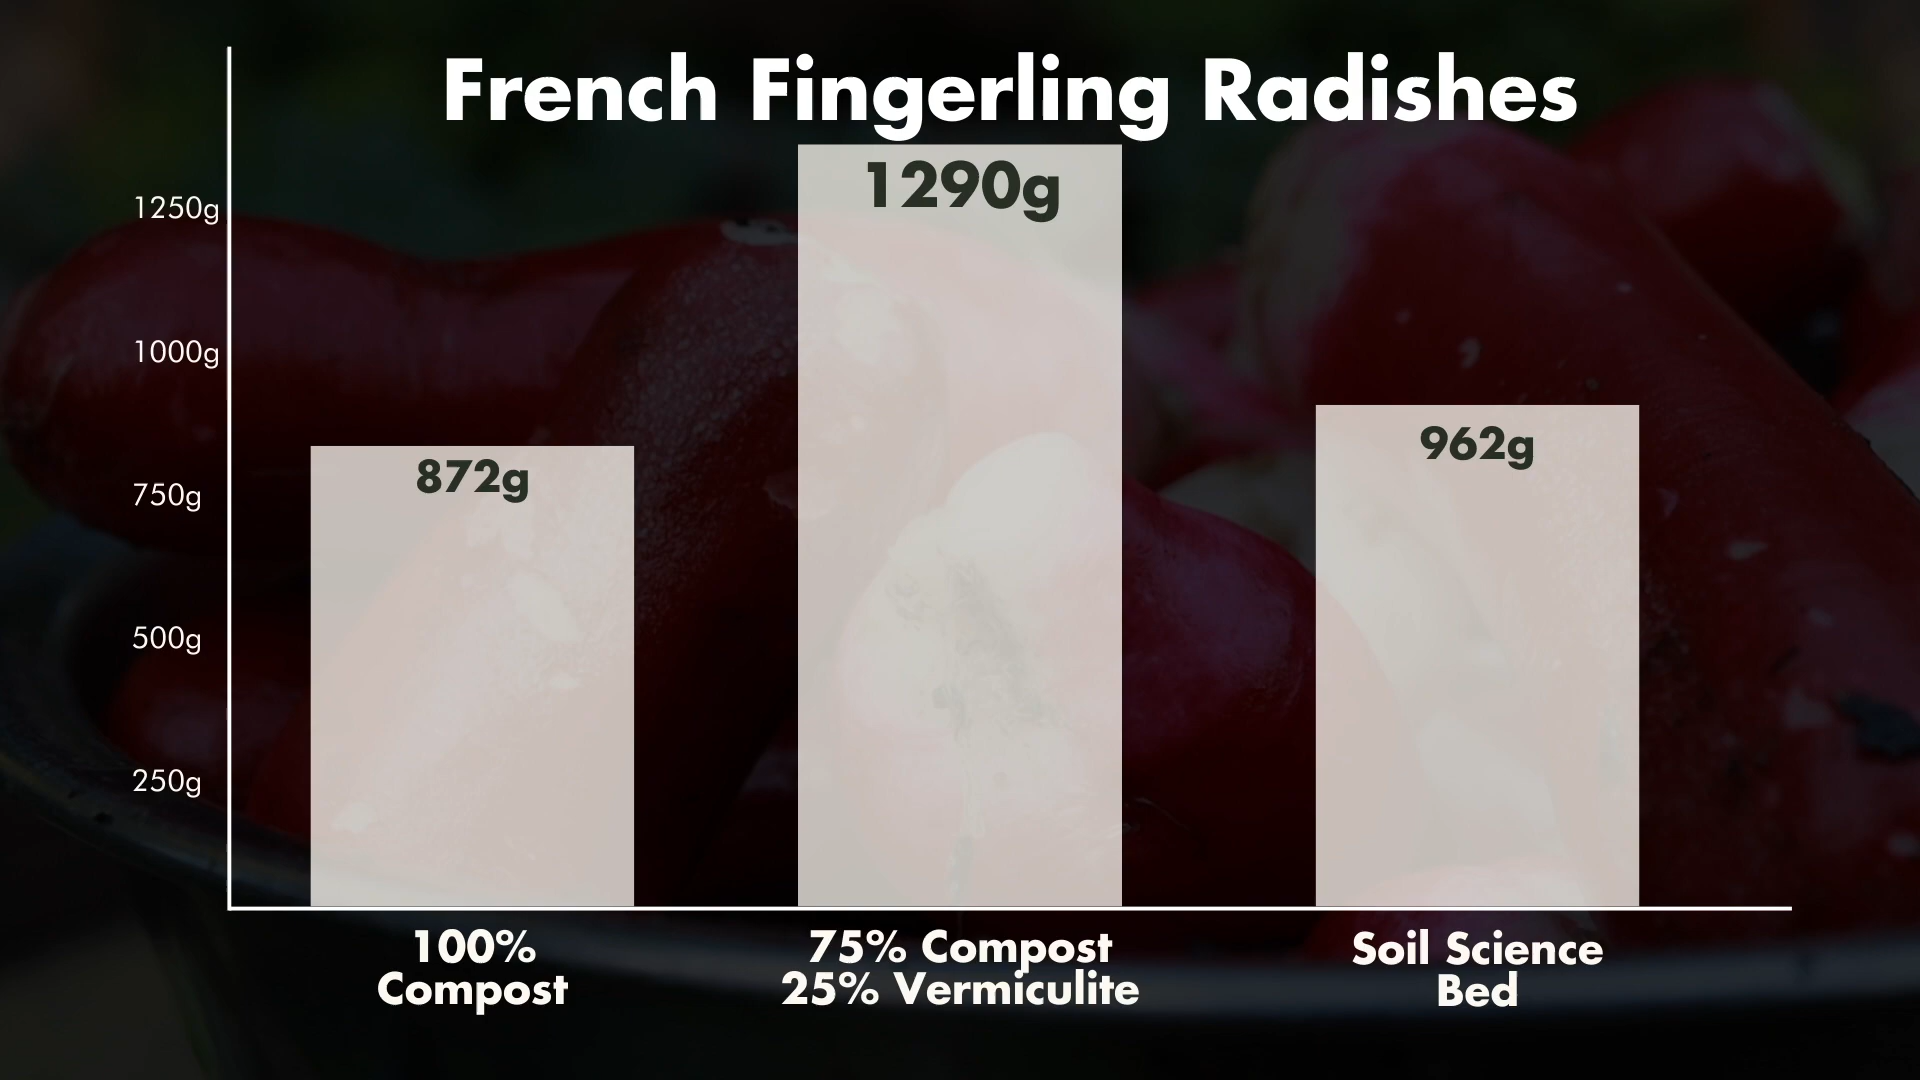 French Fingerling Radishes
1290g
1250g
1000g
962g
872g
750g
500g
250g
100%
Compost
75% Compost
25% Vermiculite
Soil Science
Bed